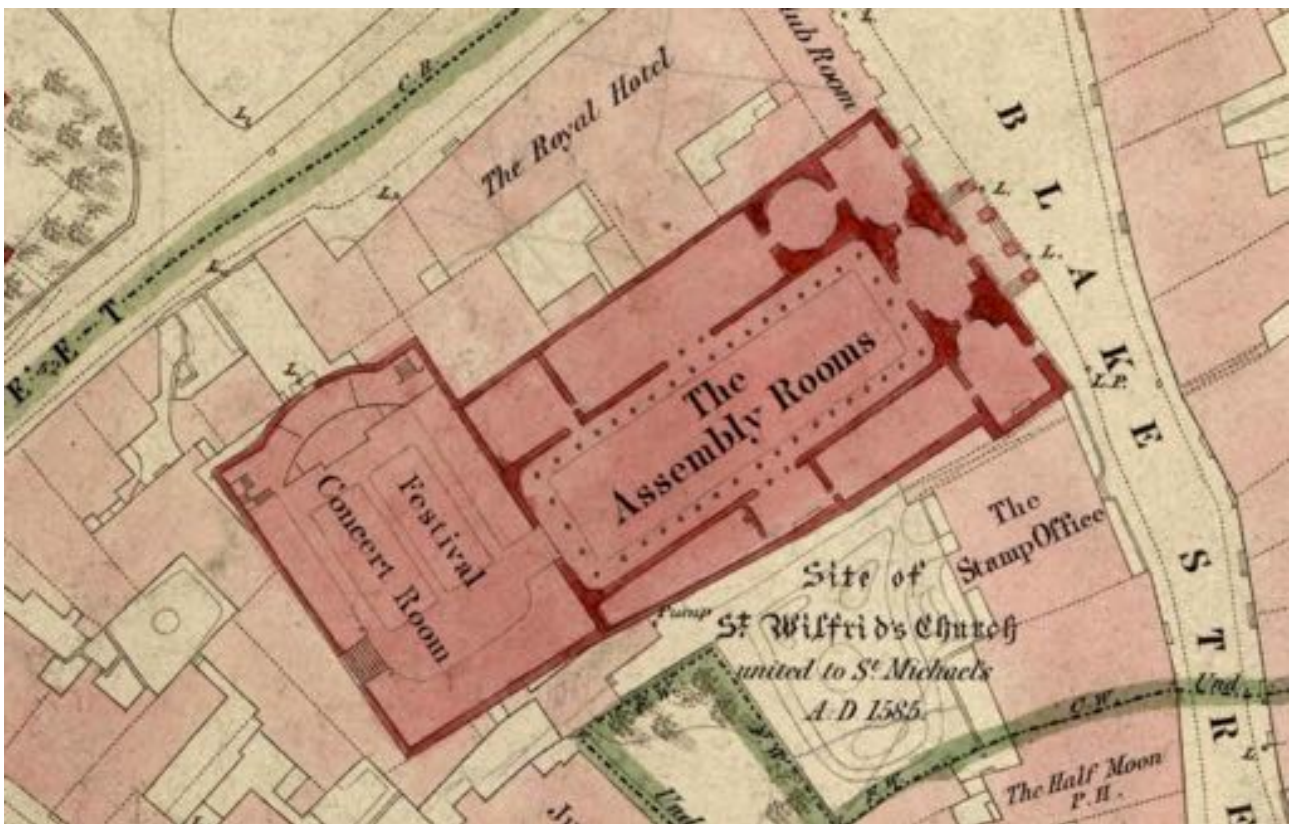 L.
C. R.
The Royal Hotel
Room
BLAKE STRE
L.
L.
L.
L.
E E T
L.
L.
L.P.
The
Assembly Rooms
Festival
Concert Room
The
Stamp Office
Site of
St. Wilfrid's Church
united to St. Michael's
A.D 1585.
Pump
F. W.
F. W.
Und.
C. W.
F. W.
Und.
L.
The Half Moon
P. H.